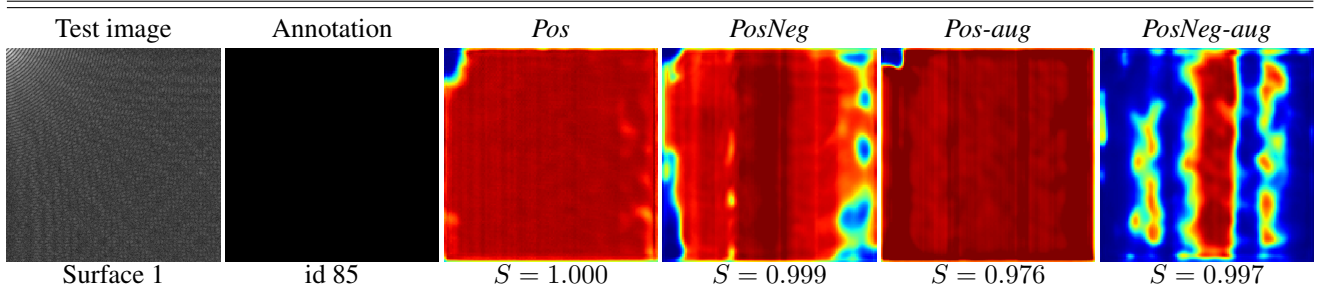 Test image Annotation Pos PosNeg Pos-aug PosNeg-aug
Surface 1 id 85 S = 1.000 S = 0.999 S = 0.976 S = 0.997